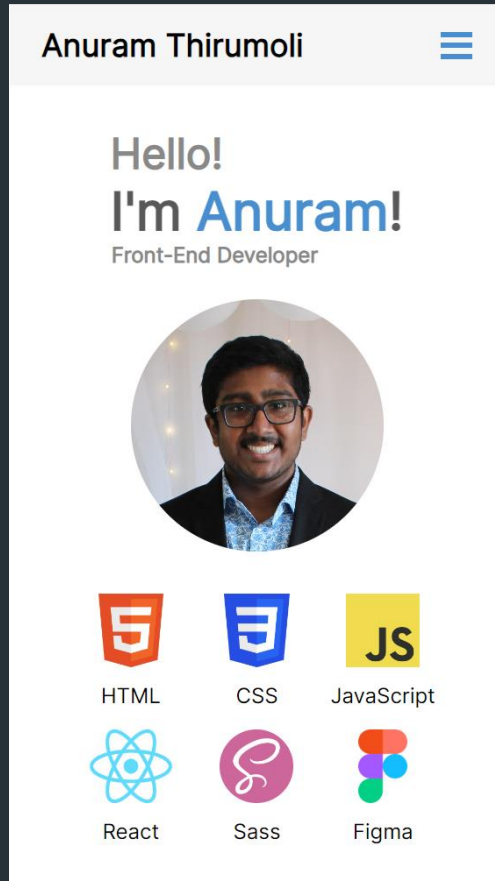 Anuram Thirumoli
Hello!
I'm Anuram!
Front-End Developer
5 3 JS
HTML CSS JavaScript
React Sass Figma